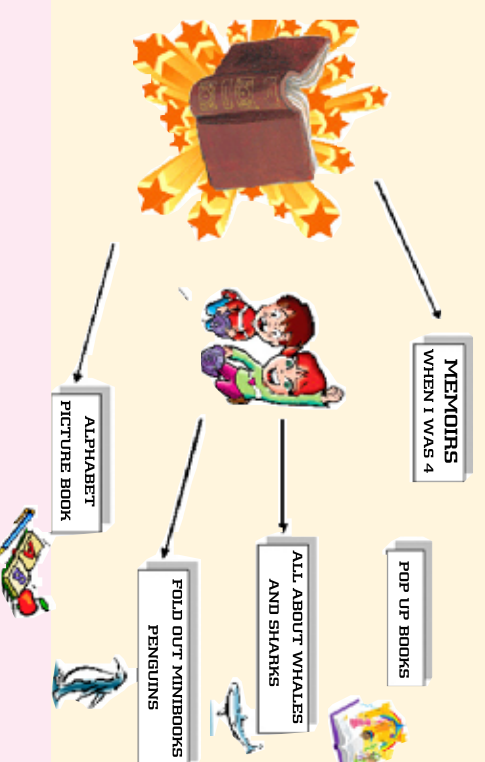 MEMOIRS
WHEN I WAS 4
POP UP BOOKS
ALL ABOUT WHALES
AND SHARKS
FOLD OUT MINIBOOKS
PENGUINS
ALPHABET
PICTURE BOOK